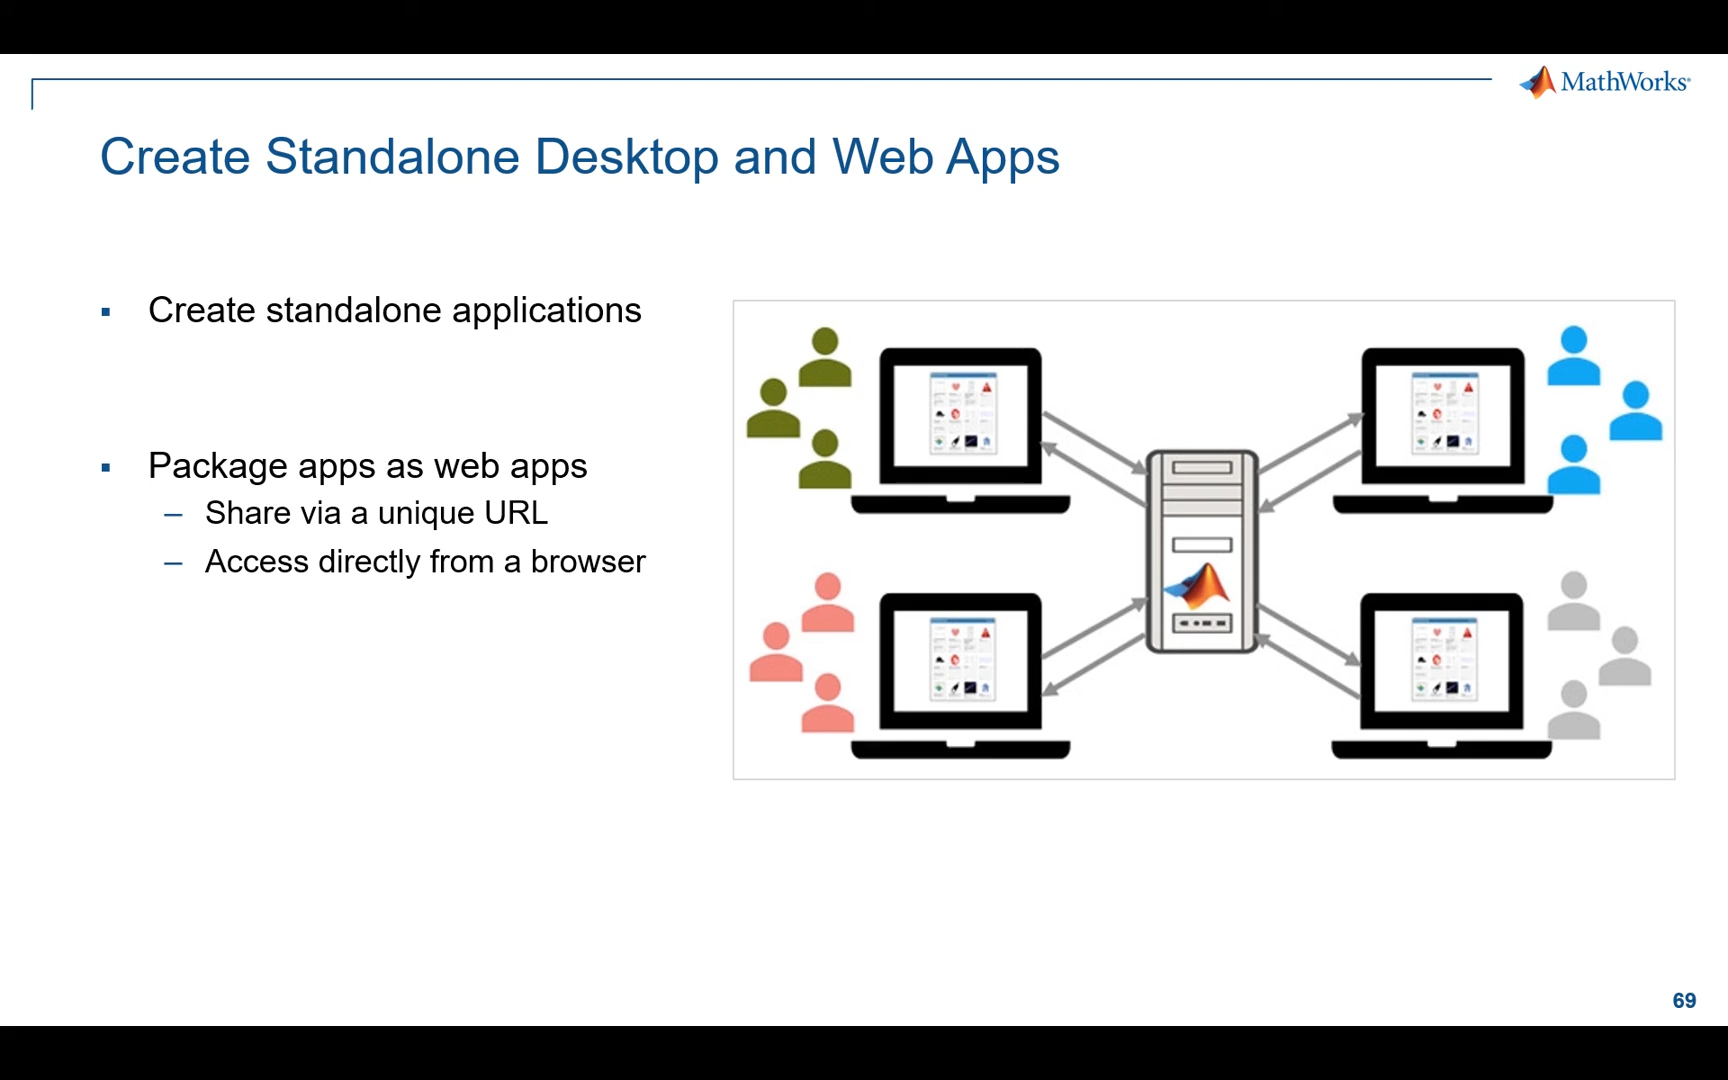 MathWorks®
Create Standalone Desktop and Web Apps
▪ Create standalone applications
▪ Package apps as web apps
– Share via a unique URL
– Access directly from a browser
69